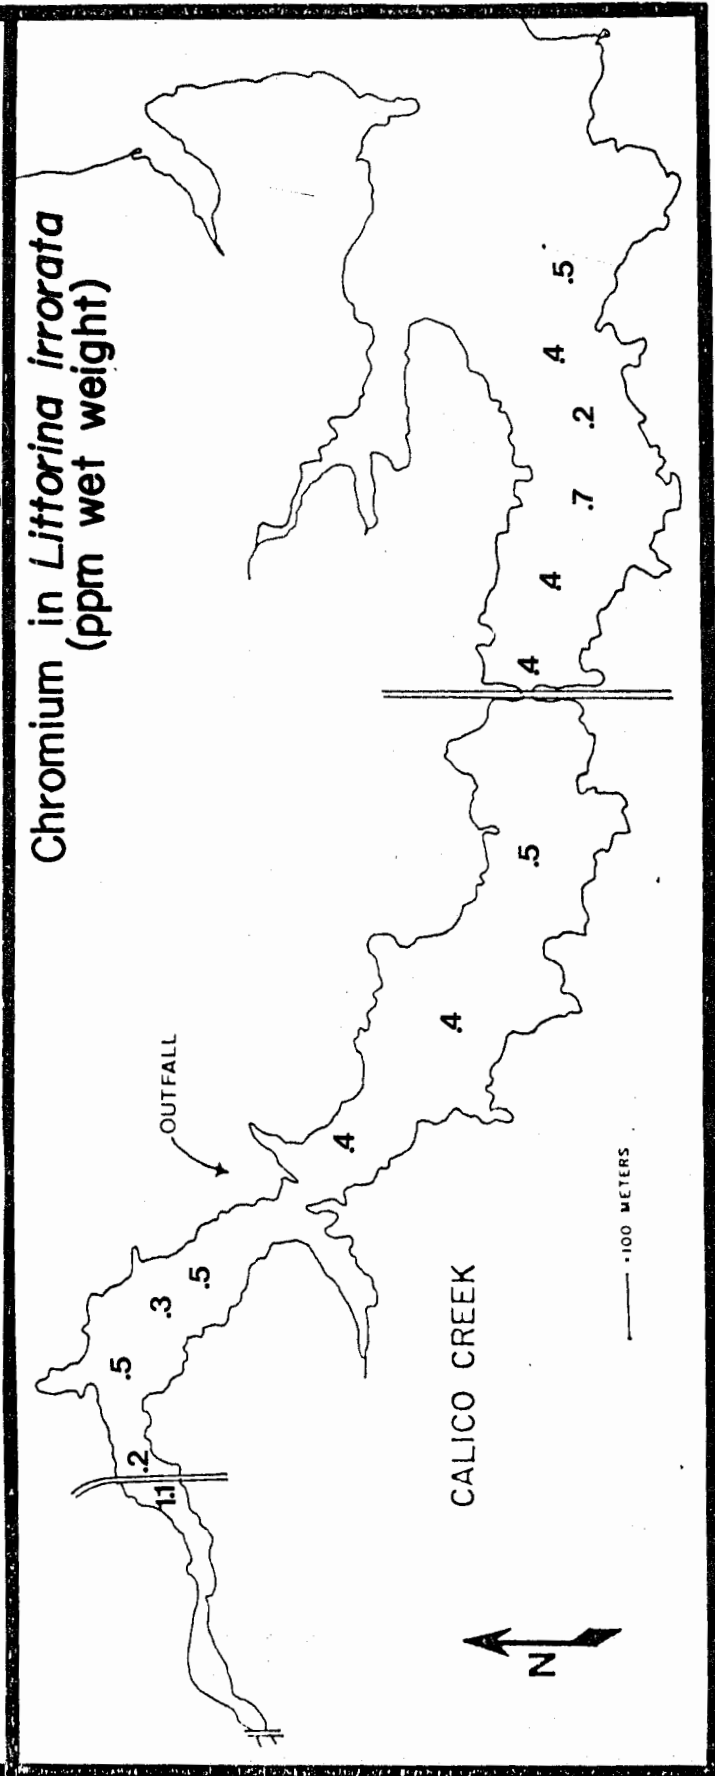 Chromium in Littorina irrorata
(ppm wet weight)
OUTFALL
1.1
.2
.5
.3
.5
.4
.4
.5
.4
.4
.7
.2
.4
.5
CALICO CREEK
N
•100 METERS